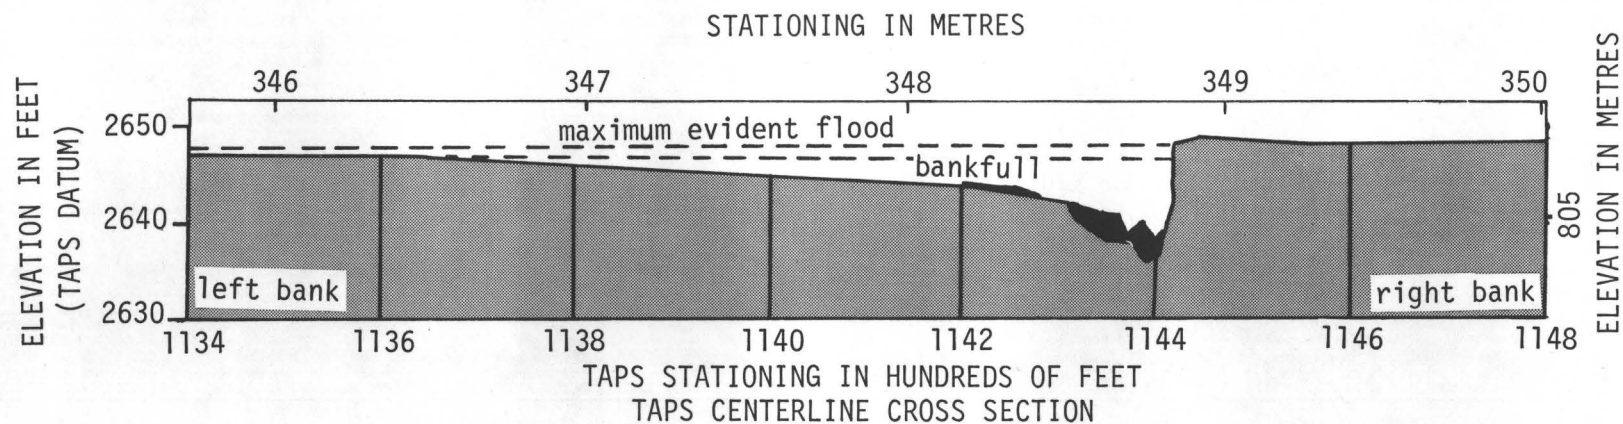 STATIONING IN METRES
346 347 348 349 350
ELEVATION IN FEET
(TAPS DATUM)
2650
2640
2630
maximum evident flood
bankfull
left bank
right bank
805
ELEVATION IN METRES
1134 1136 1138 1140 1142 1144 1146 1148
TAPS STATIONING IN HUNDREDS OF FEET
TAPS CENTERLINE CROSS SECTION